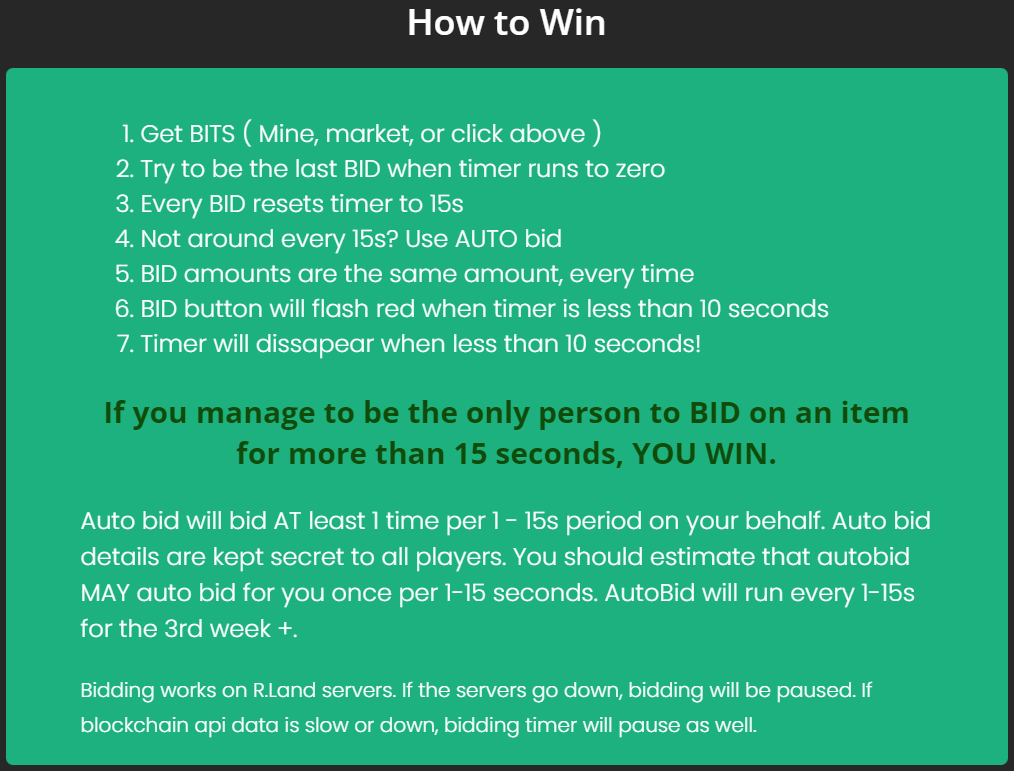 How to Win
1. Get BITS ( Mine, market, or click above )
2. Try to be the last BID when timer runs to zero
3. Every BID resets timer to 15s
4. Not around every 15s? Use AUTO bid
5. BID amounts are the same amount, every time
6. BID button will flash red when timer is less than 10 seconds
7. Timer will dissapear when less than 10 seconds!
If you manage to be the only person to BID on an item
for more than 15 seconds, YOU WIN.
Auto bid will bid AT least 1 time per 1 - 15s period on your behalf. Auto bid
details are kept secret to all players. You should estimate that autobid
MAY auto bid for you once per 1-15 seconds. AutoBid will run every 1-15s
for the 3rd week +.
Bidding works on R.Land servers. If the servers go down, bidding will be paused. If
blockchain api data is slow or down, bidding timer will pause as well.